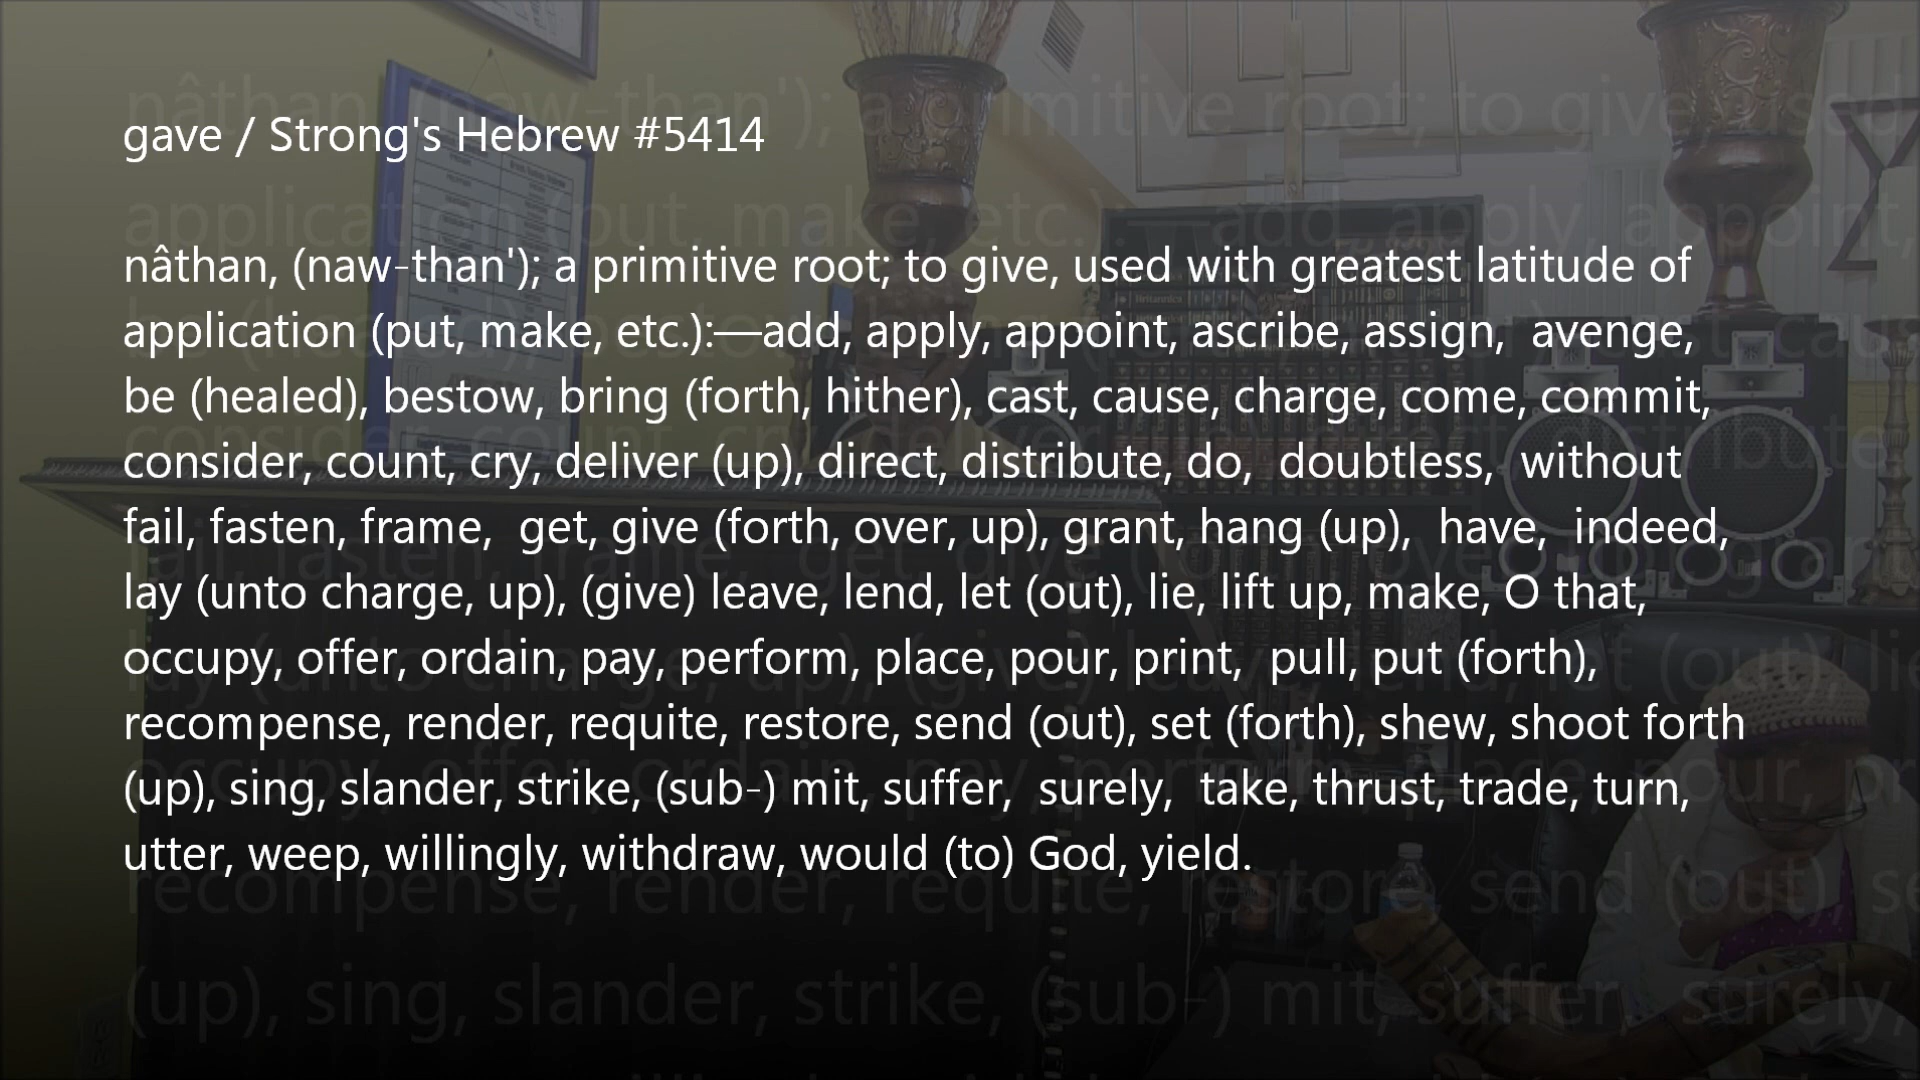 gave / Strong's Hebrew #5414
nâthan, (naw-than'); a primitive root; to give, used with greatest latitude of
application (put, make, etc.):—add, apply, appoint, ascribe, assign,  avenge,
be (healed), bestow, bring (forth, hither), cast, cause, charge, come, commit,
consider, count, cry, deliver (up), direct, distribute, do,  doubtless,  without
fail, fasten, frame,  get, give (forth, over, up), grant, hang (up),  have,  indeed,
lay (unto charge, up), (give) leave, lend, let (out), lie, lift up, make, O that,
occupy, offer, ordain, pay, perform, place, pour, print,  pull, put (forth),
recompense, render, requite, restore, send (out), set (forth), shew, shoot forth
(up), sing, slander, strike, (sub-) mit, suffer,  surely,  take, thrust, trade, turn,
utter, weep, willingly, withdraw, would (to) God, yield.